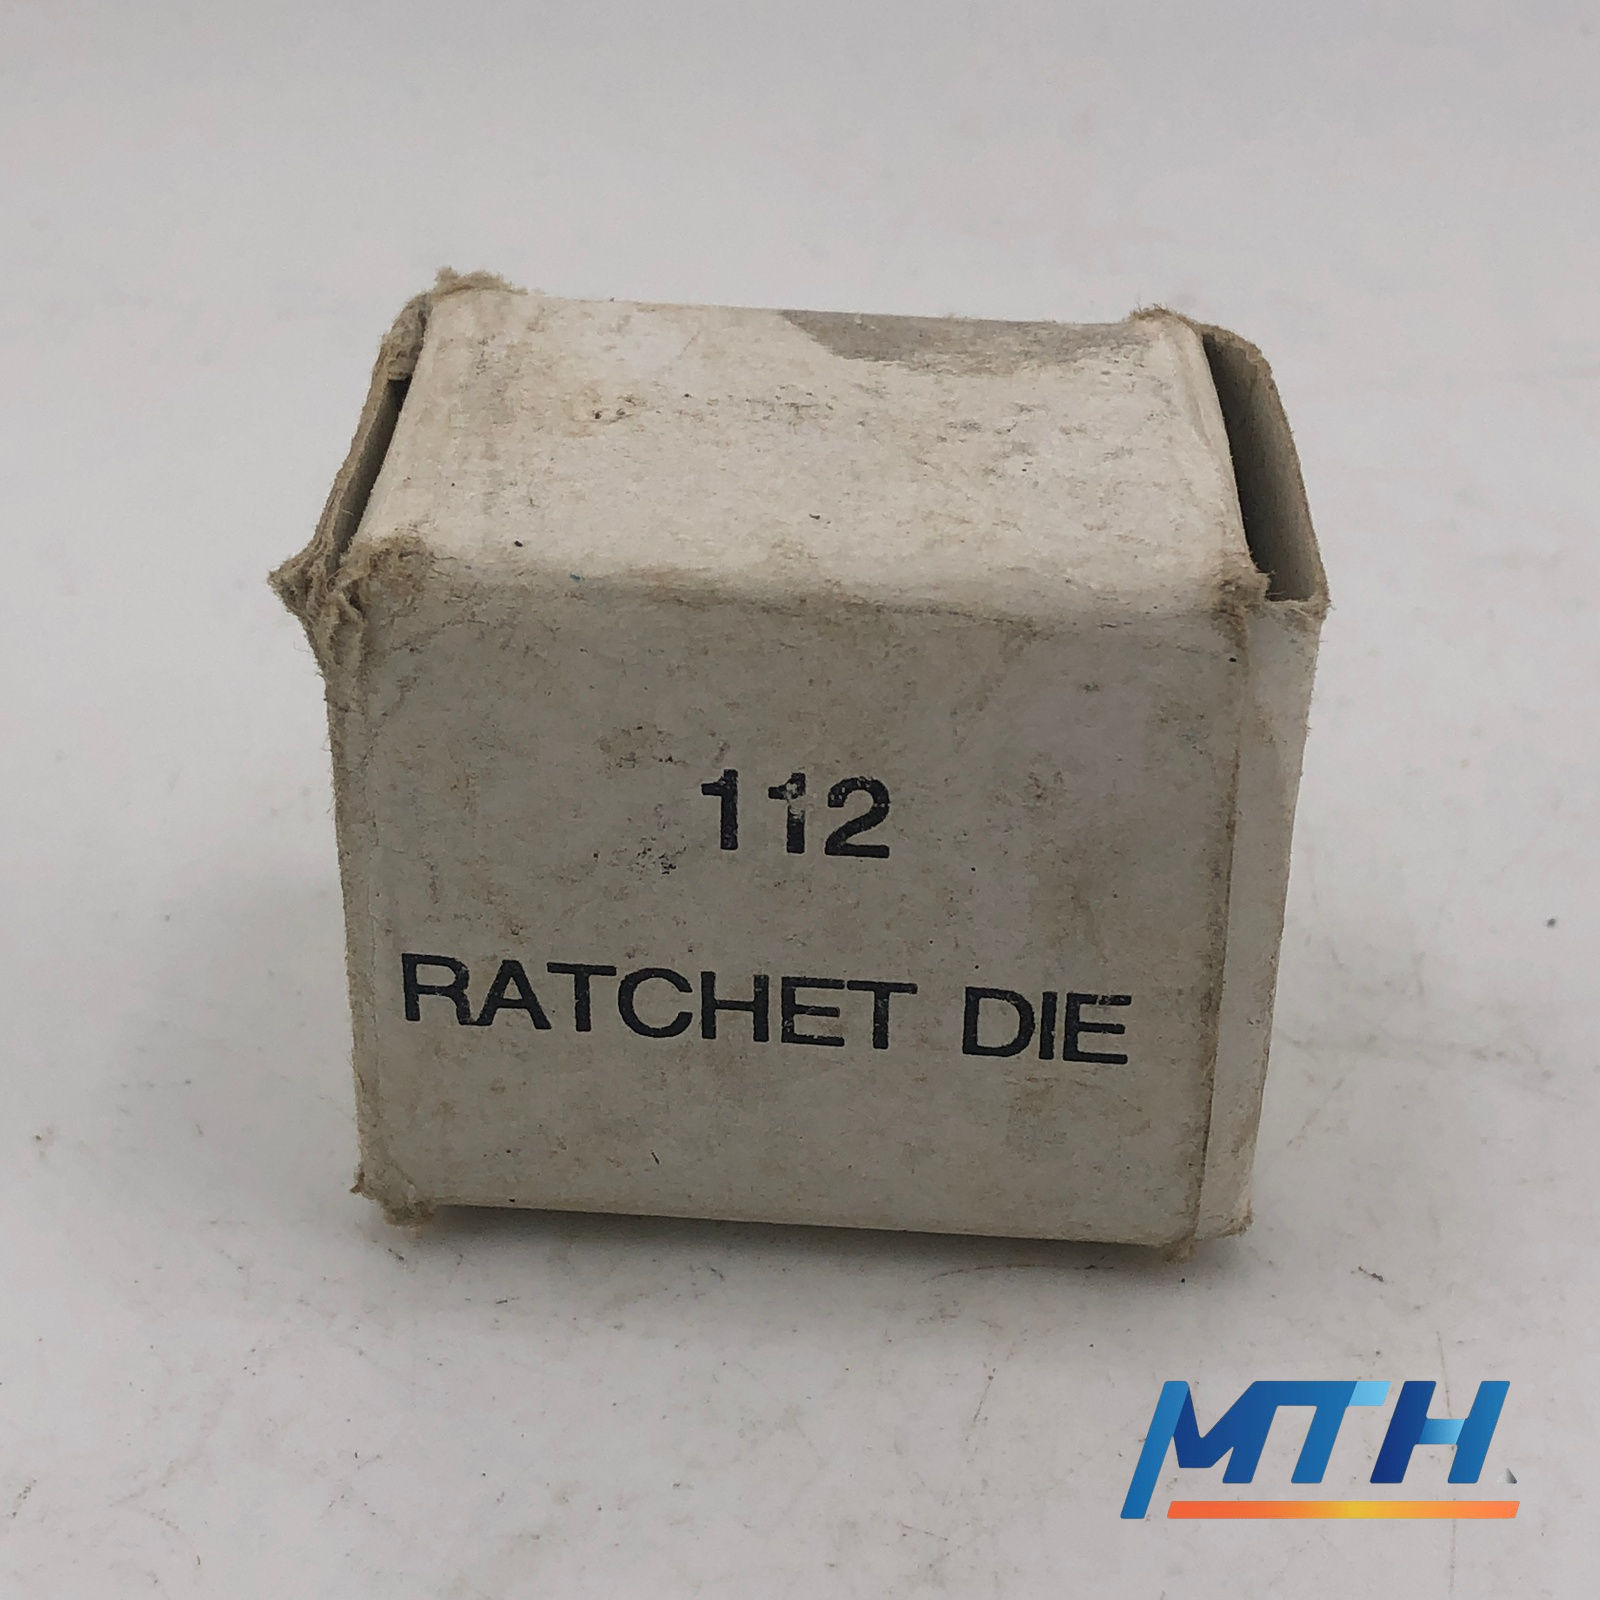 112
RATCHET DIE
MTH